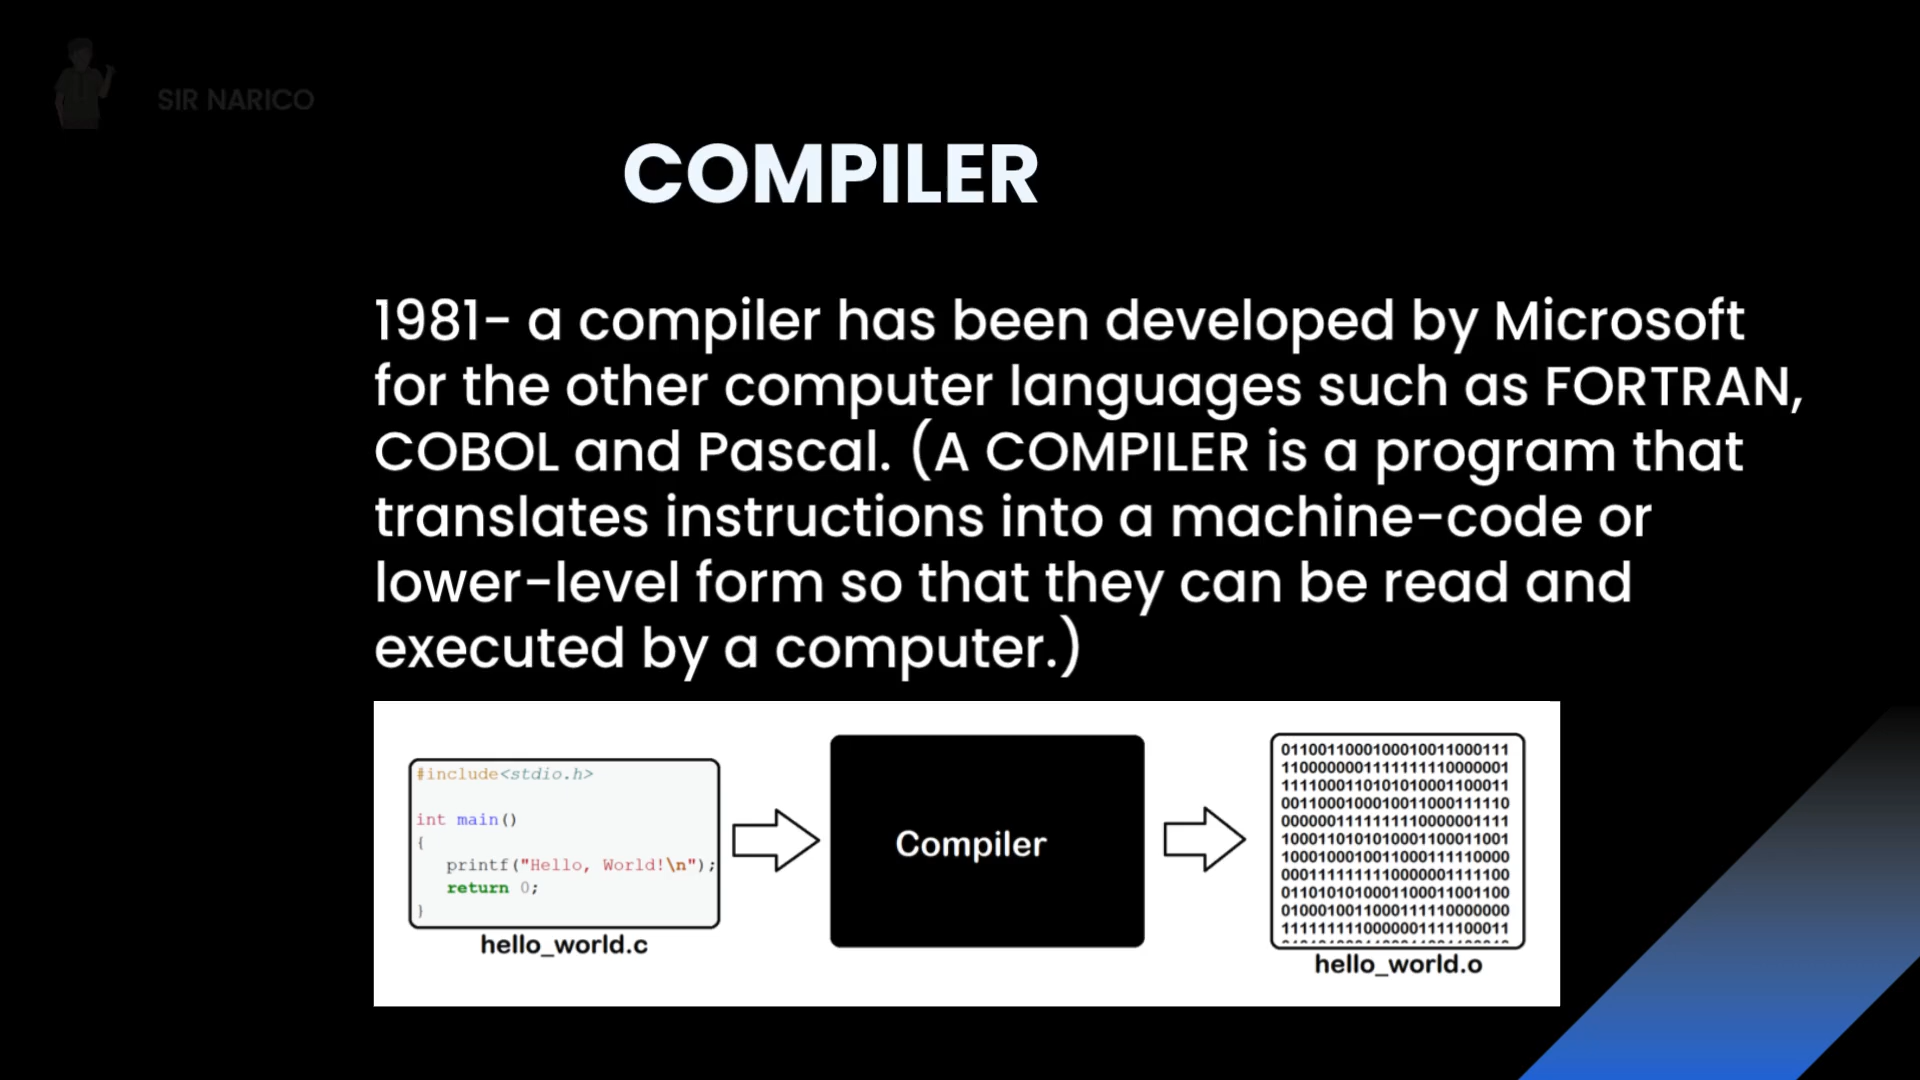 SIR NARICO
COMPILER
1981- a compiler has been developed by Microsoft
for the other computer languages such as FORTRAN,
COBOL and Pascal. (A COMPILER is a program that
translates instructions into a machine-code or
lower-level form so that they can be read and
executed by a computer.)
#include<stdio.h>
int main()
{
printf("Hello, World!\n");
return 0;
}
hello_world.c
Compiler
0110011000100010011000111
1100000001111111110000001
1111000110101010001100011
0011000100010011000111110
0000001111111110000001111
1000110101010001100011001
1000100010011000111110000
0001111111110000001111100
0110101010001100011001100
0100010011000111110000000
1111111110000001111100011
hello_world.o